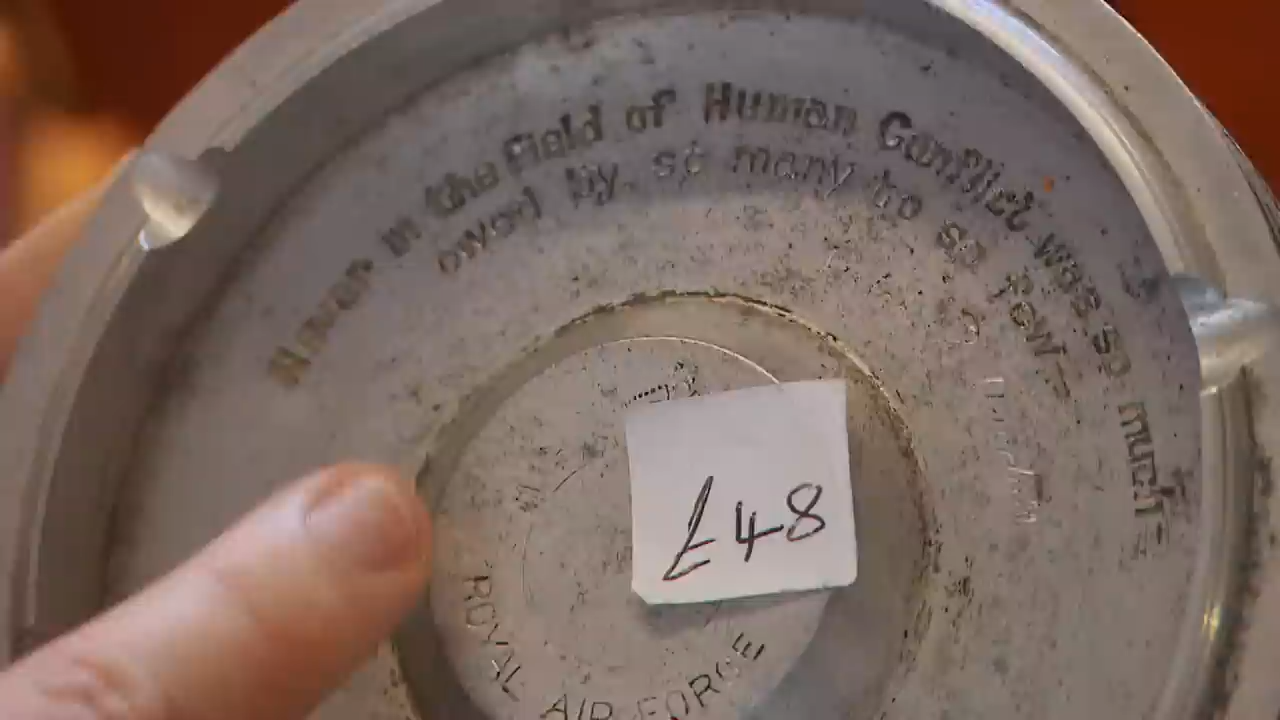 Never in the Field of Human Conflict was so much
owed by so many to so few
£48
ROYAL AIR FORCE